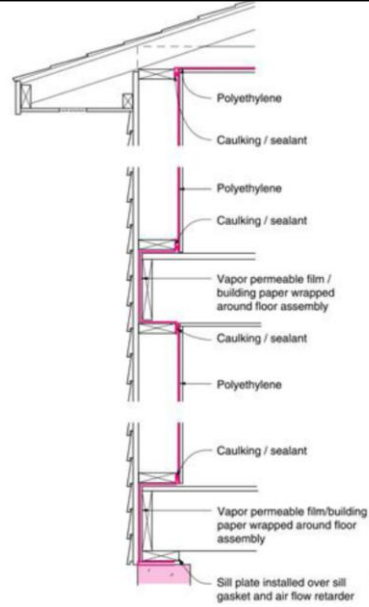 Polyethylene
Caulking / sealant
Polyethylene
Caulking / sealant
Vapor permeable film /
building paper wrapped
around floor assembly
Caulking / sealant
Polyethylene
Caulking / sealant
Vapor permeable film/building
paper wrapped around floor
assembly
Sill plate installed over sill
gasket and air flow retarder